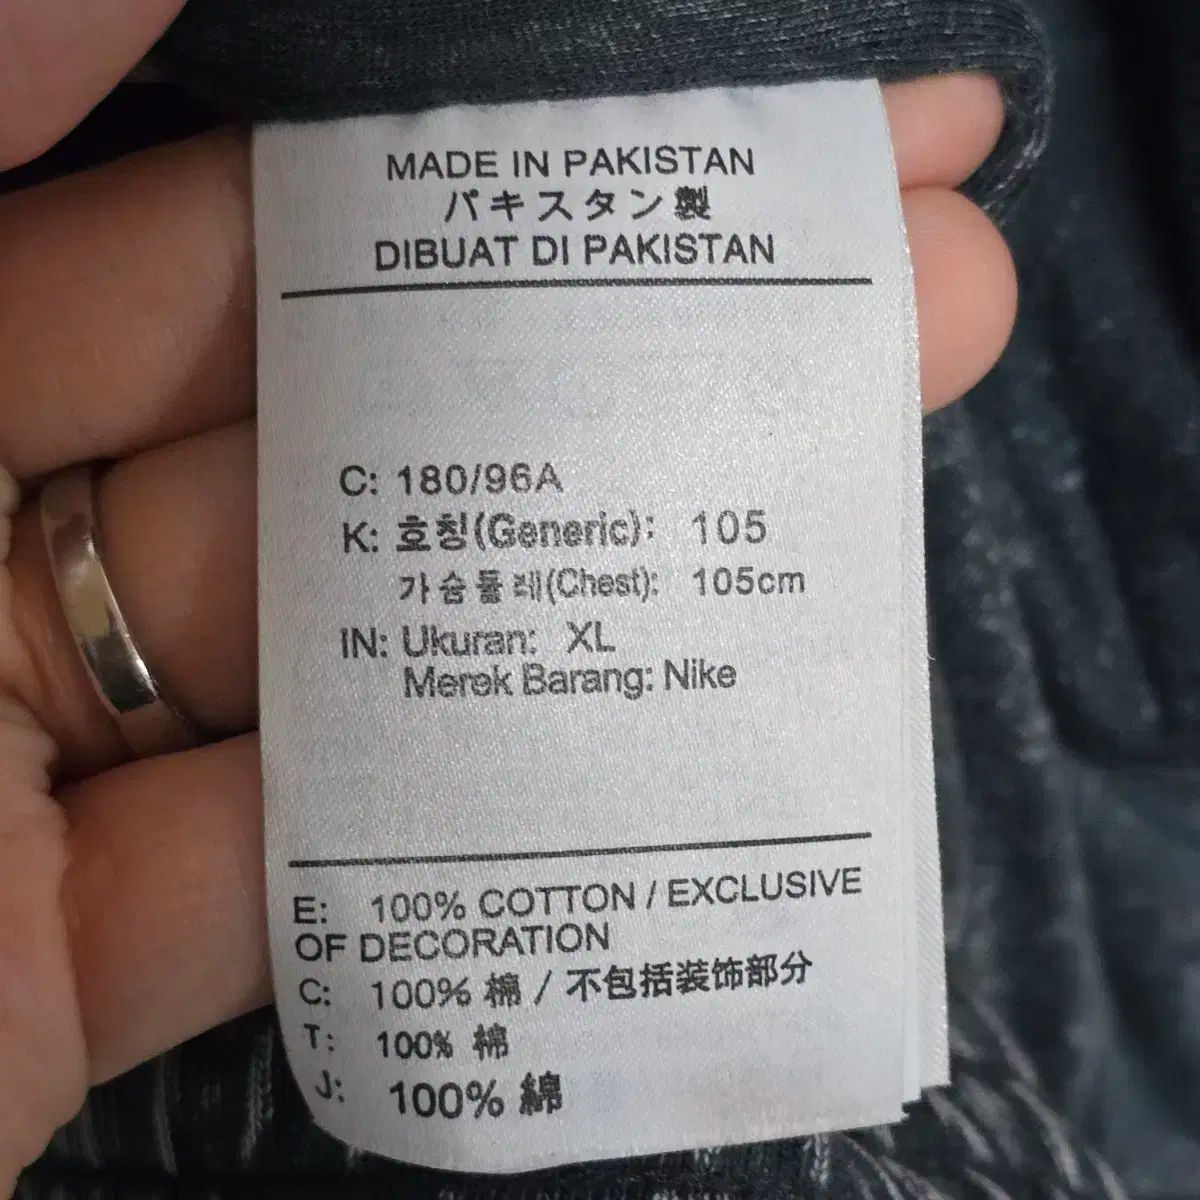 MADE IN PAKISTAN
パキスタン製
DIBUAT DI PAKISTAN
C: 180/96A
K: 호칭(Generic): 105
가슴둘레(Chest): 105cm
IN: Ukuran: XL
Merek Barang: Nike
E: 100% COTTON / EXCLUSIVE
OF DECORATION
C: 100% 棉 / 不包括装饰部分
T: 100% 棉
J: 100% 綿